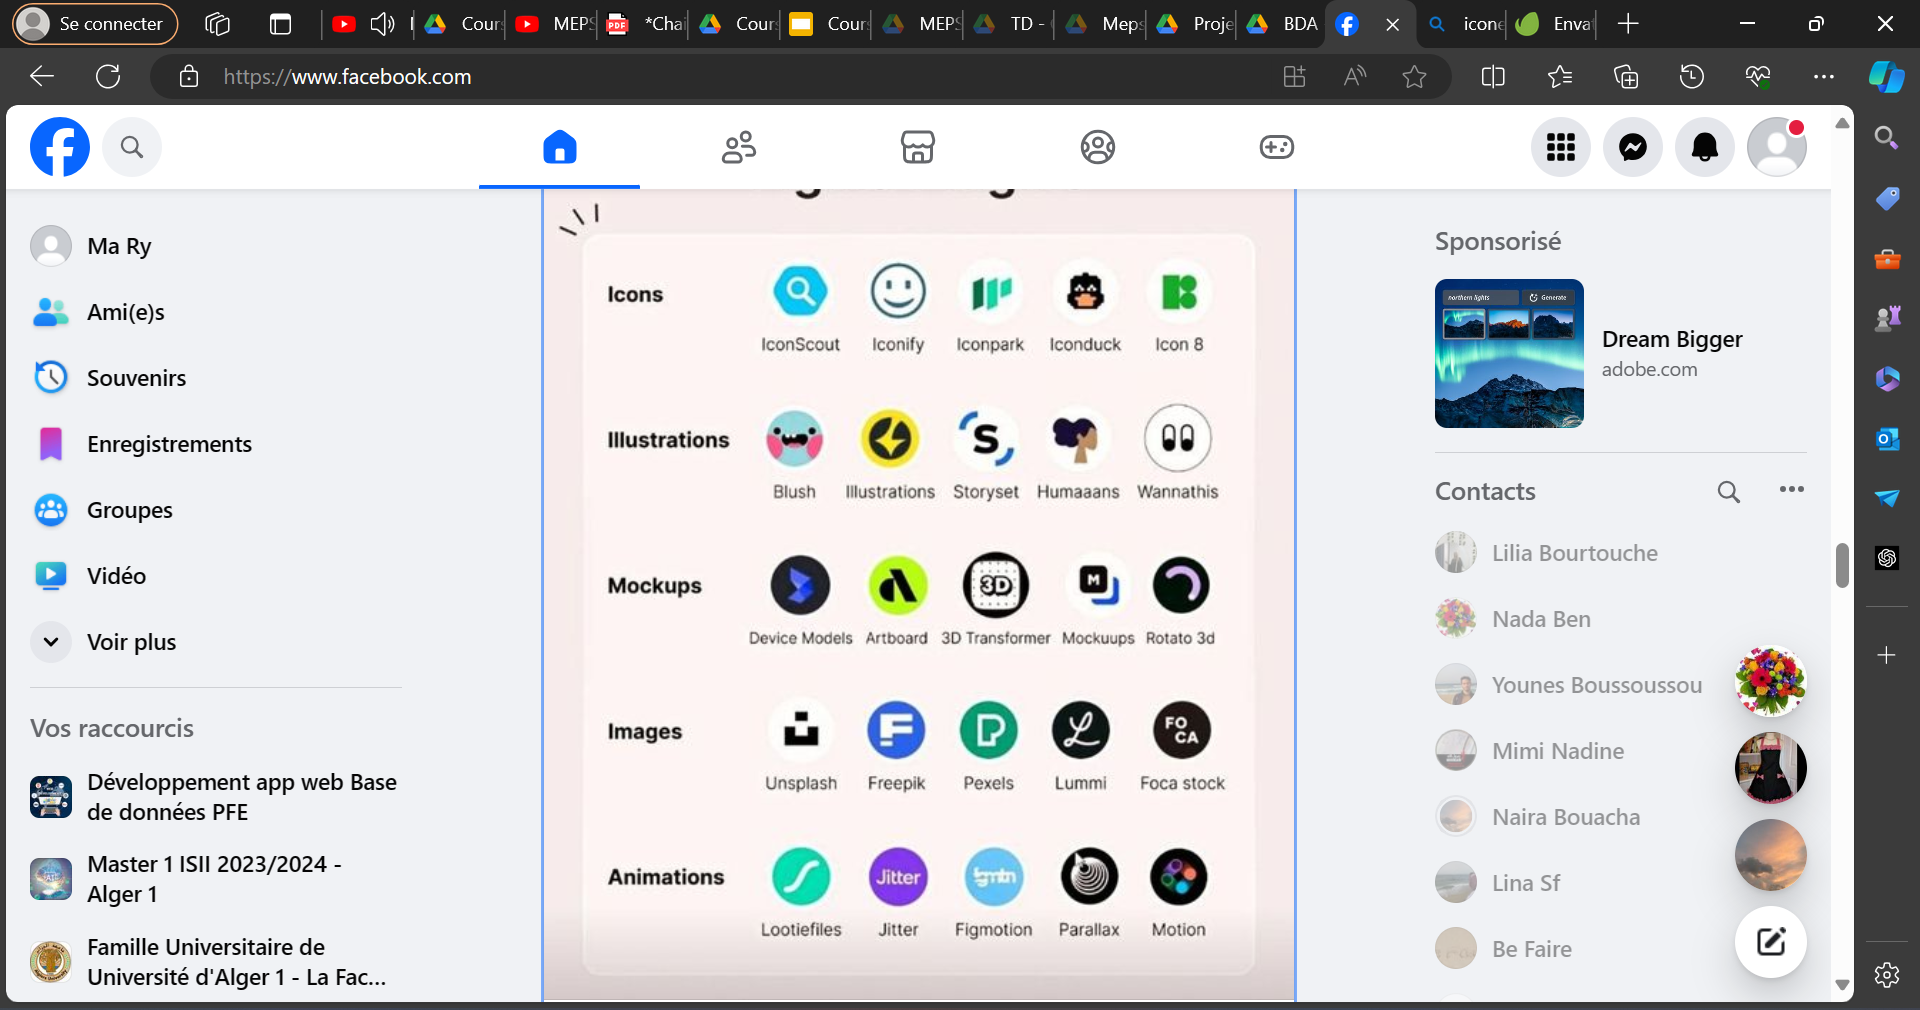 Se connecter
Cour
MEPS
*Chai
Cour
Cour
MEPS
TD -
Meps
Proje
BDA
icone
Enva
https://www.facebook.com
Ma Ry
Ami(e)s
Souvenirs
Enregistrements
Groupes
Vidéo
Voir plus
Vos raccourcis
Développement app web Base
de données PFE
Master 1 ISII 2023/2024 -
Alger 1
Famille Universitaire de
Université d'Alger 1 - La Fac...
Icons
IconScout
Iconify
Iconpark
Iconduck
Icon 8
Illustrations
Blush
Illustrations
Storyset
Humaaans
Wannathis
Mockups
3D
M
Device Models
Artboard
3D Transformer
Mockuups
Rotato 3d
Images
FO
CA
Unsplash
Freepik
Pexels
Lummi
Foca stock
Animations
Jitter
fgmtn
Lootiefiles
Jitter
Figmotion
Parallax
Motion
Sponsorisé
northern lights
Generate
Dream Bigger
adobe.com
Contacts
Lilia Bourtouche
Nada Ben
Younes Boussoussou
Mimi Nadine
Naira Bouacha
Lina Sf
Be Faire